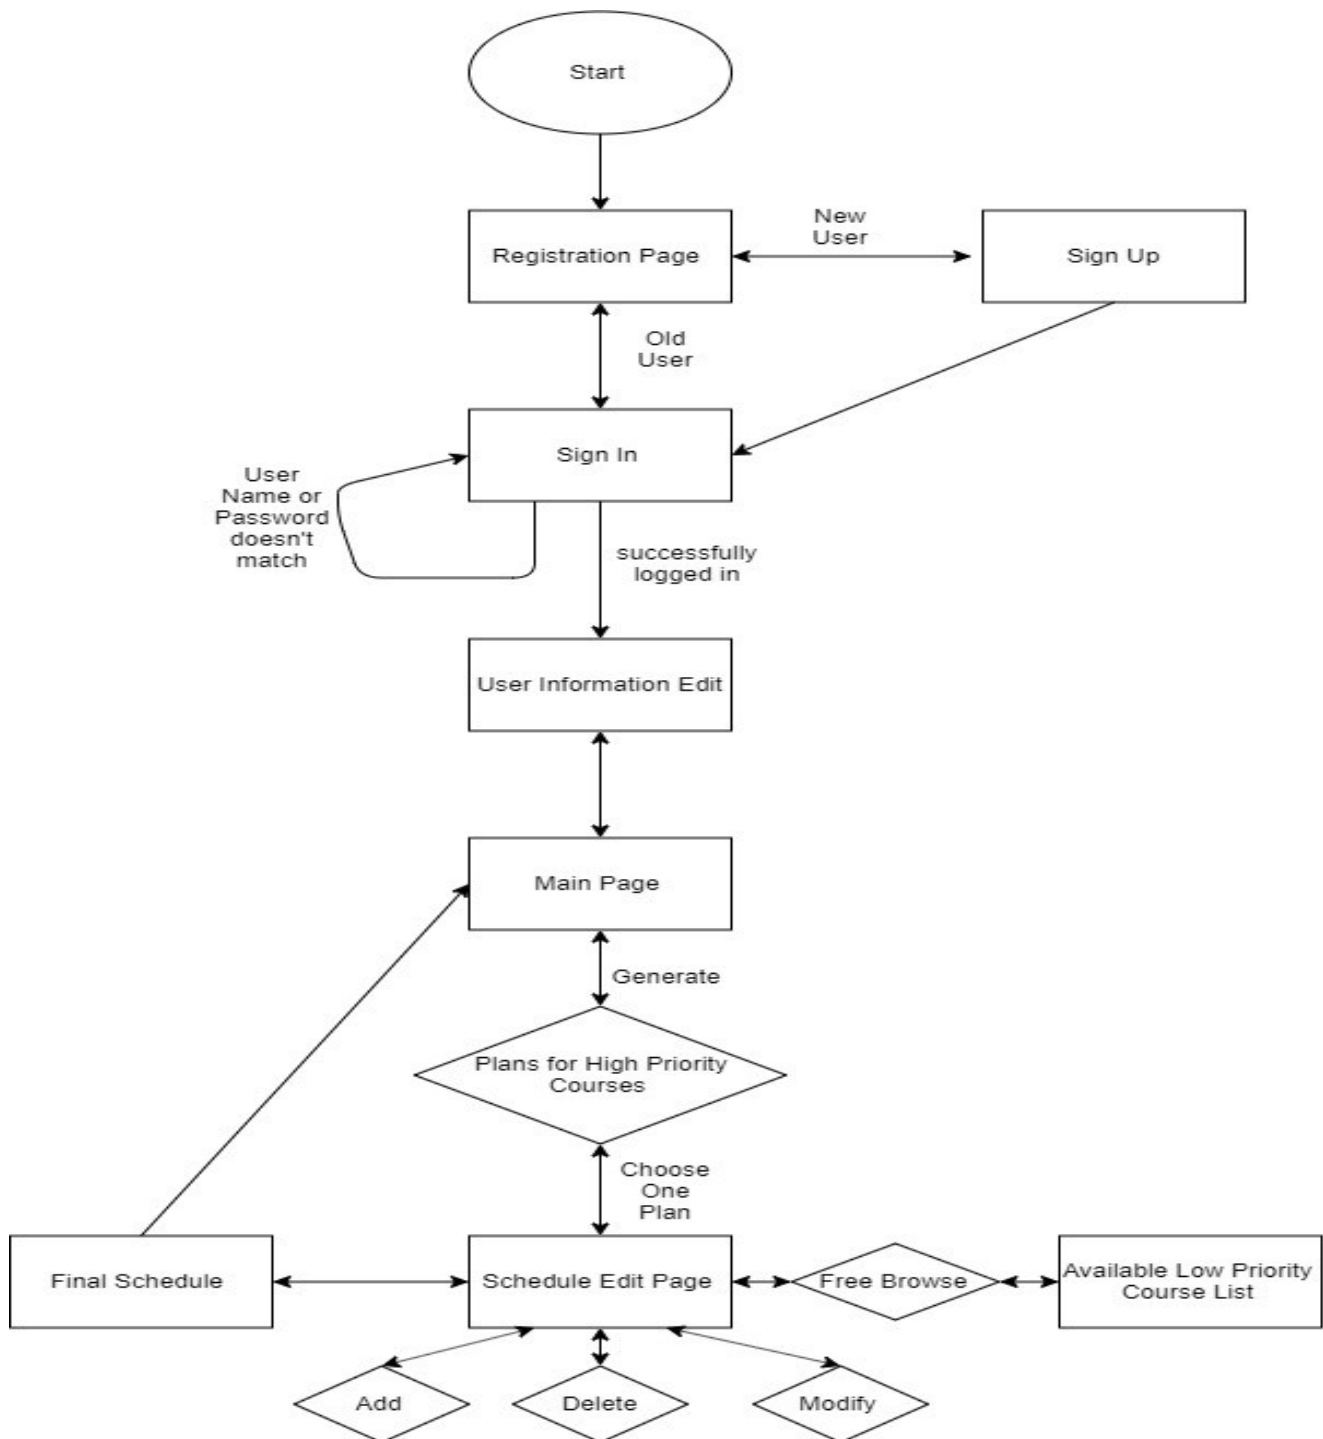 Start
New
User
Registration Page
Sign Up
Old
User
Sign In
User
Name or
Password
doesn't
match
successfully
logged in
User Information Edit
Main Page
Generate
Plans for High Priority
Courses
Choose
One
Plan
Final Schedule
Schedule Edit Page
Free Browse
Available Low Priority
Course List
Add
Delete
Modify